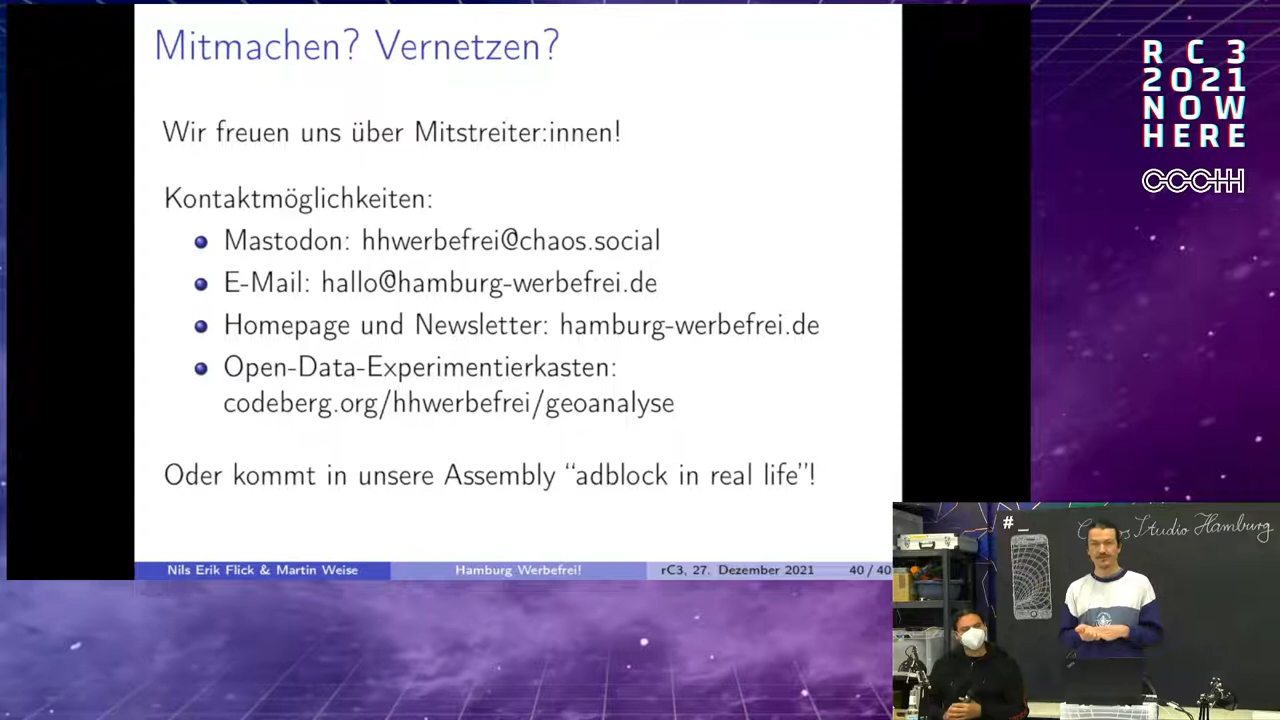 Mitmachen? Vernetzen?
Wir freuen uns über Mitstreiter:innen!
Kontaktmöglichkeiten:
Mastodon: hhwerbefrei@chaos.social
E-Mail: hallo@hamburg-werbefrei.de
Homepage und Newsletter: hamburg-werbefrei.de
Open-Data-Experimentierkasten:
codeberg.org/hhwerbefrei/geoanalyse
Oder kommt in unsere Assembly “adblock in real life”!
Nils Erik Flick & Martin Weise
Hamburg Werbefrei!
rC3, 27. Dezember 2021
40 / 40
R C 3
2021
NOW
HERE
CCCHH
#_
Studio Hamburg